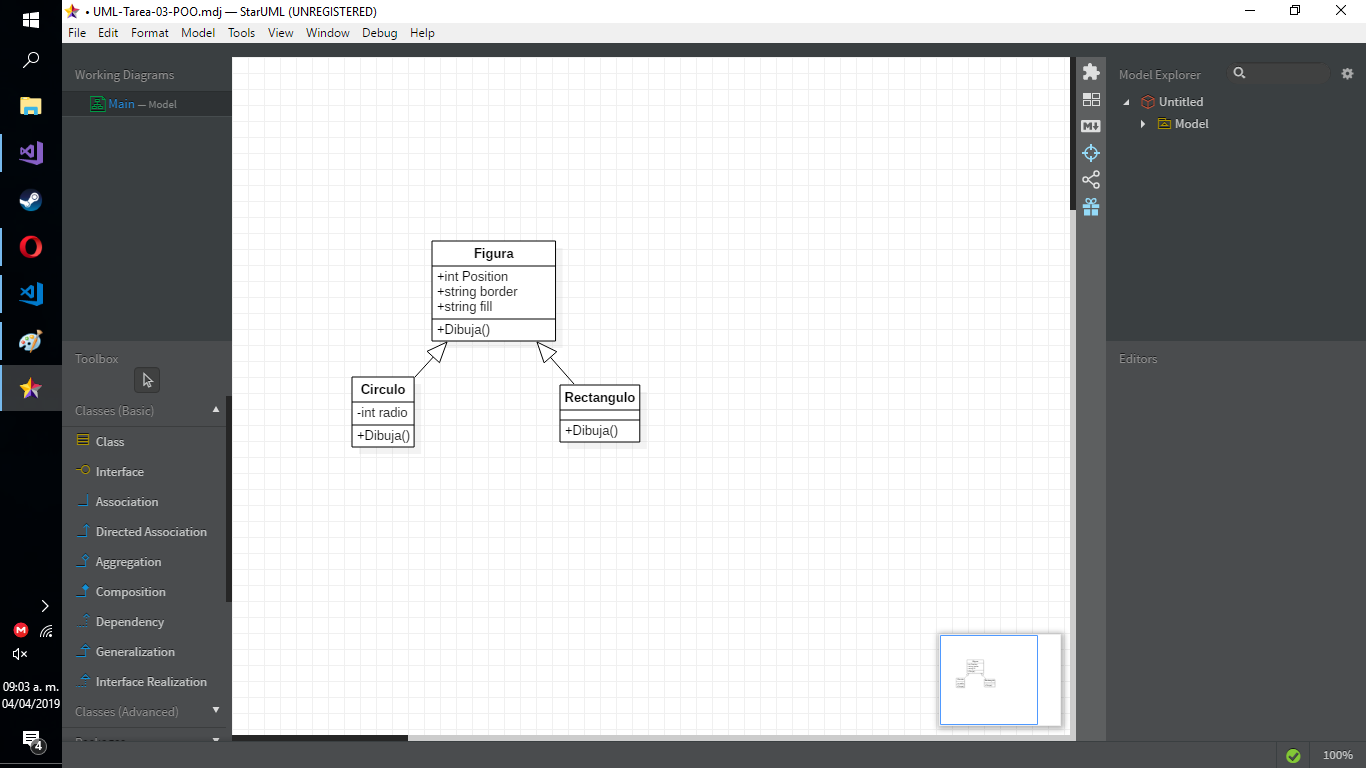 • UML-Tarea-03-POO.mdj — StarUML (UNREGISTERED)
File Edit Format Model Tools View Window Debug Help
Working Diagrams
Main — Model
Toolbox
Classes (Basic)
Class
Interface
Association
Directed Association
Aggregation
Composition
Dependency
Generalization
Interface Realization
Classes (Advanced)
Figura
+int Position
+string border
+string fill
+Dibuja()
Circulo
-int radio
+Dibuja()
Rectangulo
+Dibuja()
M
Model Explorer
Untitled
Model
Editors
M
09:03 a. m.
04/04/2019
4
100%